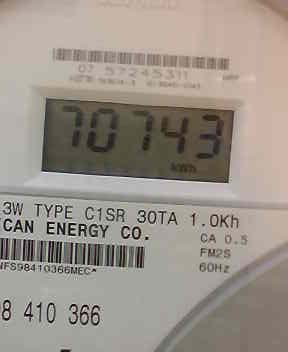 07 57245311
70743
kWh
3W TYPE C1SR 30TA 1.0Kh
CAN ENERGY CO.
CA 0.5
FM2S
60Hz
NFS98410366MEC*
98 410 366